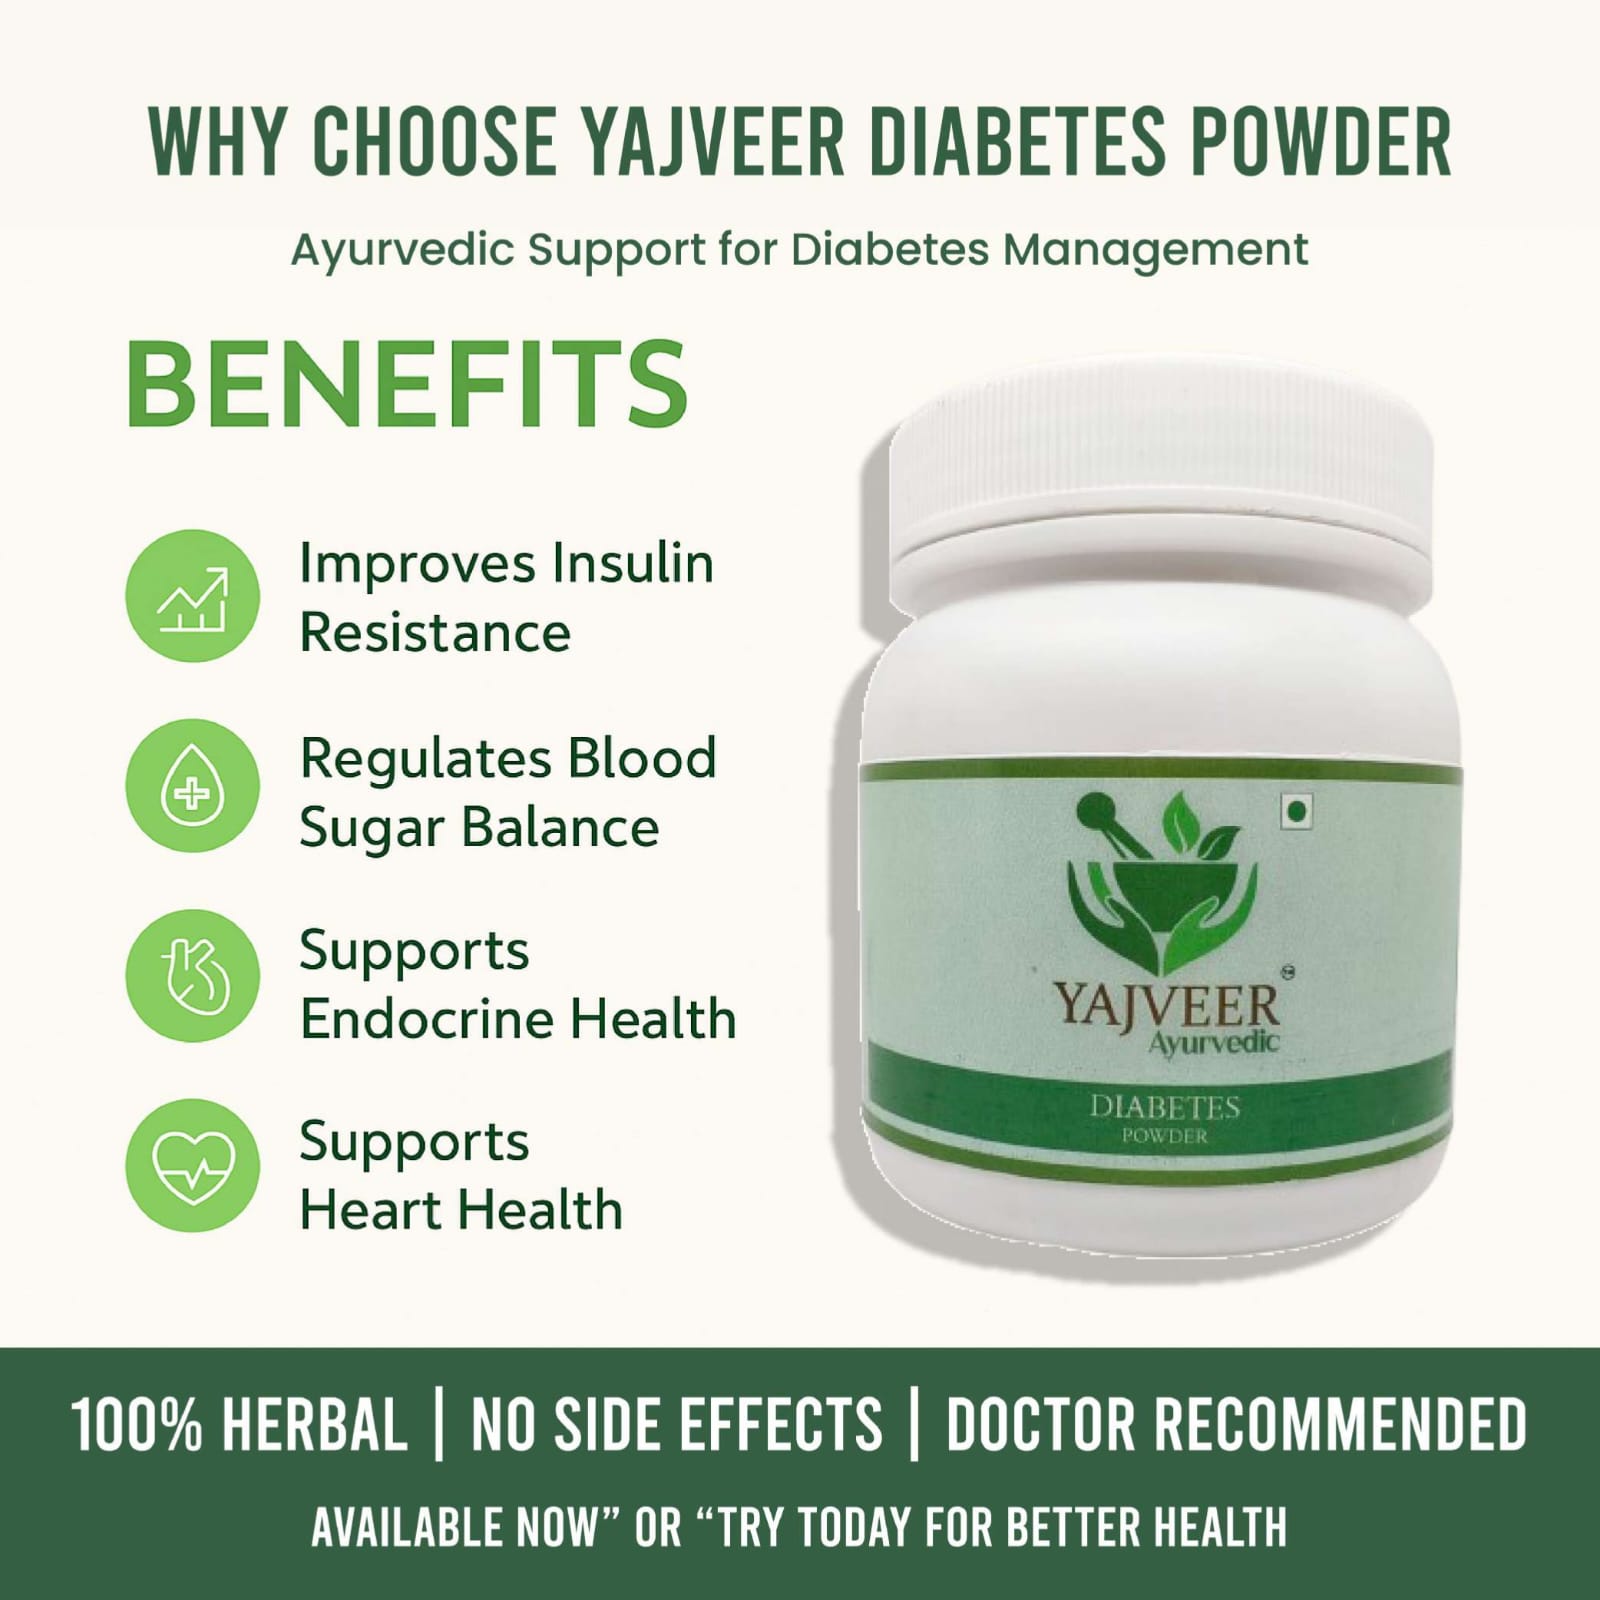 WHY CHOOSE YAJVEER DIABETES POWDER
Ayurvedic Support for Diabetes Management
BENEFITS
Improves Insulin
Resistance
Regulates Blood
Sugar Balance
Supports
Endocrine Health
Supports
Heart Health
YAJVEER
Ayurvedic
DIABETES
POWDER
100% HERBAL | NO SIDE EFFECTS | DOCTOR RECOMMENDED
AVAILABLE NOW” OR “TRY TODAY FOR BETTER HEALTH